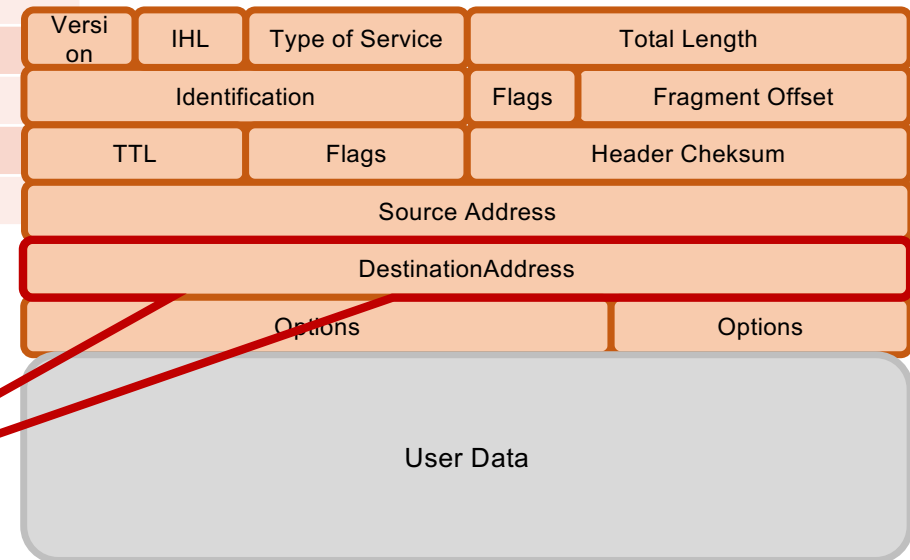 Versi
on
IHL
Type of Service
Total Length
Identification
Flags
Fragment Offset
TTL
Flags
Header Cheksum
Source Address
DestinationAddress
Options
Options
User Data